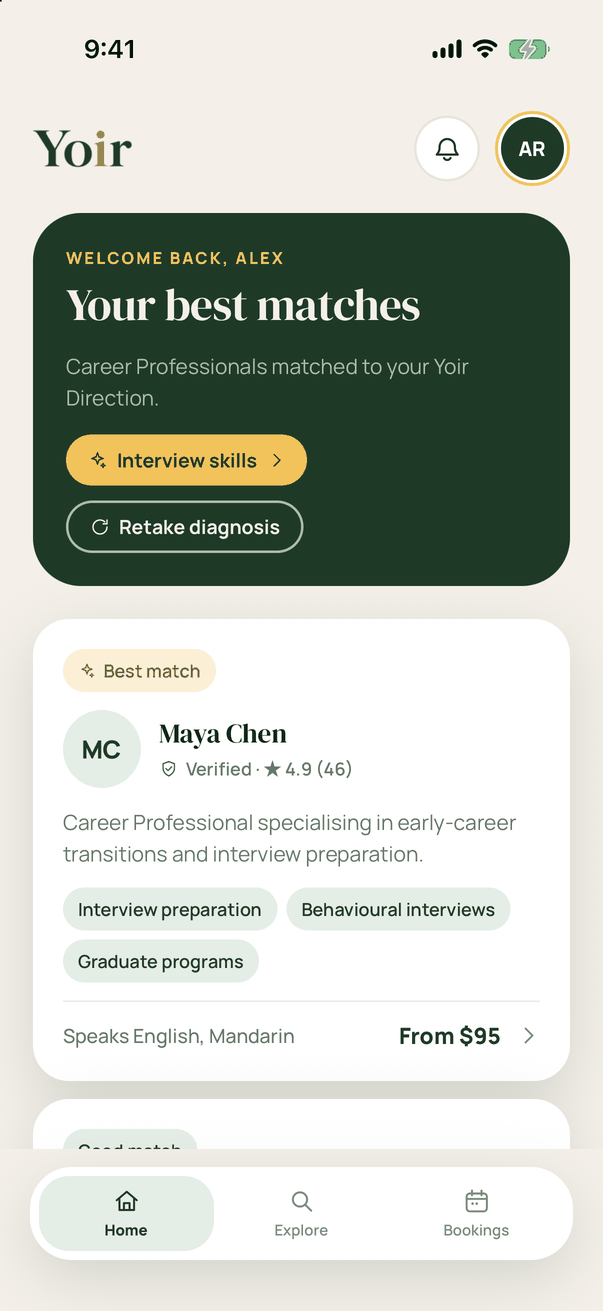 9:41
Yoir
AR
WELCOME BACK, ALEX
Your best matches
Career Professionals matched to your Yoir
Direction.
Interview skills
Retake diagnosis
Best match
MC
Maya Chen
Verified · ★ 4.9 (46)
Career Professional specialising in early-career
transitions and interview preparation.
Interview preparation
Behavioural interviews
Graduate programs
Speaks English, Mandarin
From $95
Good match
Home
Explore
Bookings